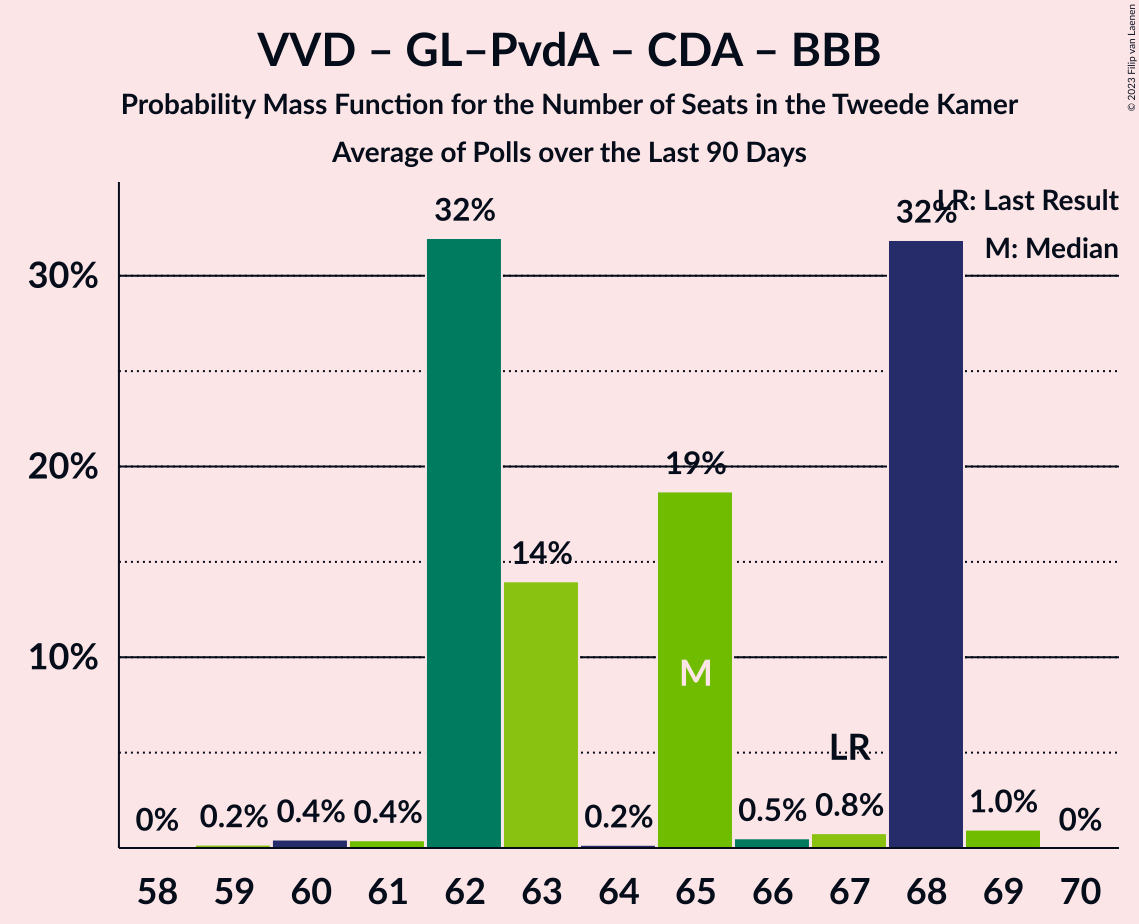 VVD – GL–PvdA – CDA – BBB
Probability Mass Function for the Number of Seats in the Tweede Kamer
Average of Polls over the Last 90 Days
© 2023 Filip van Laenen
LR: Last Result
M: Median
30%
20%
10%
0%
0.2%
0.4%
0.4%
32%
14%
0.2%
19%
0.5%
0.8%
32%
1.0%
0%
M
LR
58 59 60 61 62 63 64 65 66 67 68 69 70